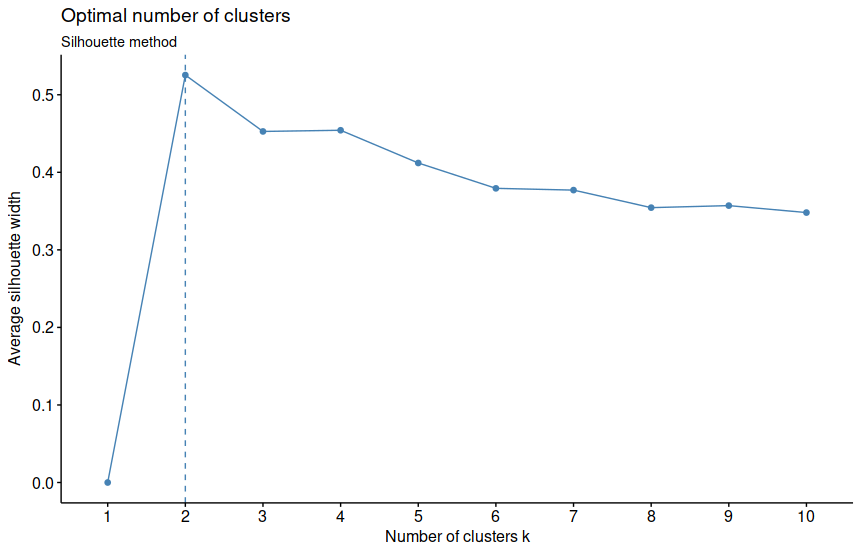 Optimal number of clusters
Silhouette method
Average silhouette width
0.5
0.4
0.3
0.2
0.1
0.0
1 2 3 4 5 6 7 8 9 10
Number of clusters k